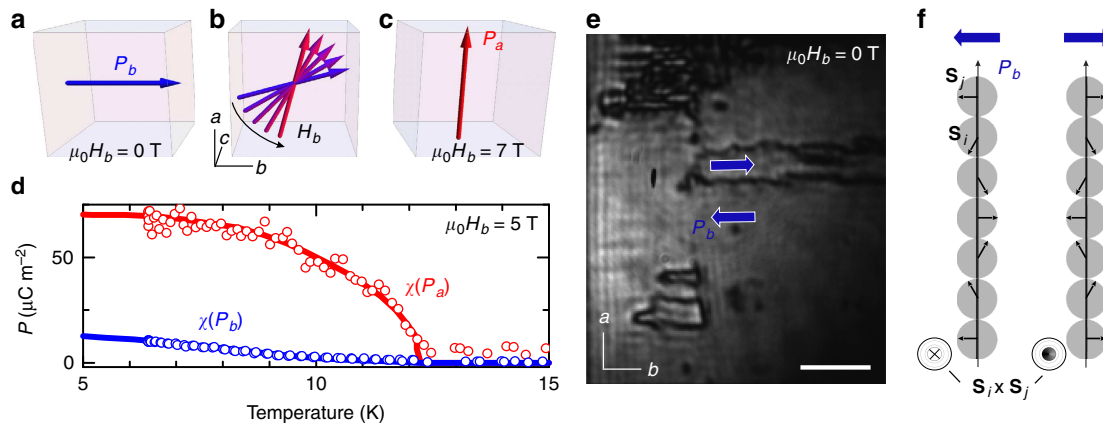 a
P_b
μ₀H_b = 0 T
b
H_b
a
c
b
c
P_a
μ₀H_b = 7 T
d
μ₀H_b = 5 T
P (μC m⁻²)
50
0
χ(P_a)
χ(P_b)
5
10
15
Temperature (K)
e
μ₀H_b = 0 T
P_b
a
b
f
P_b
S_j
S_i
S_i x S_j